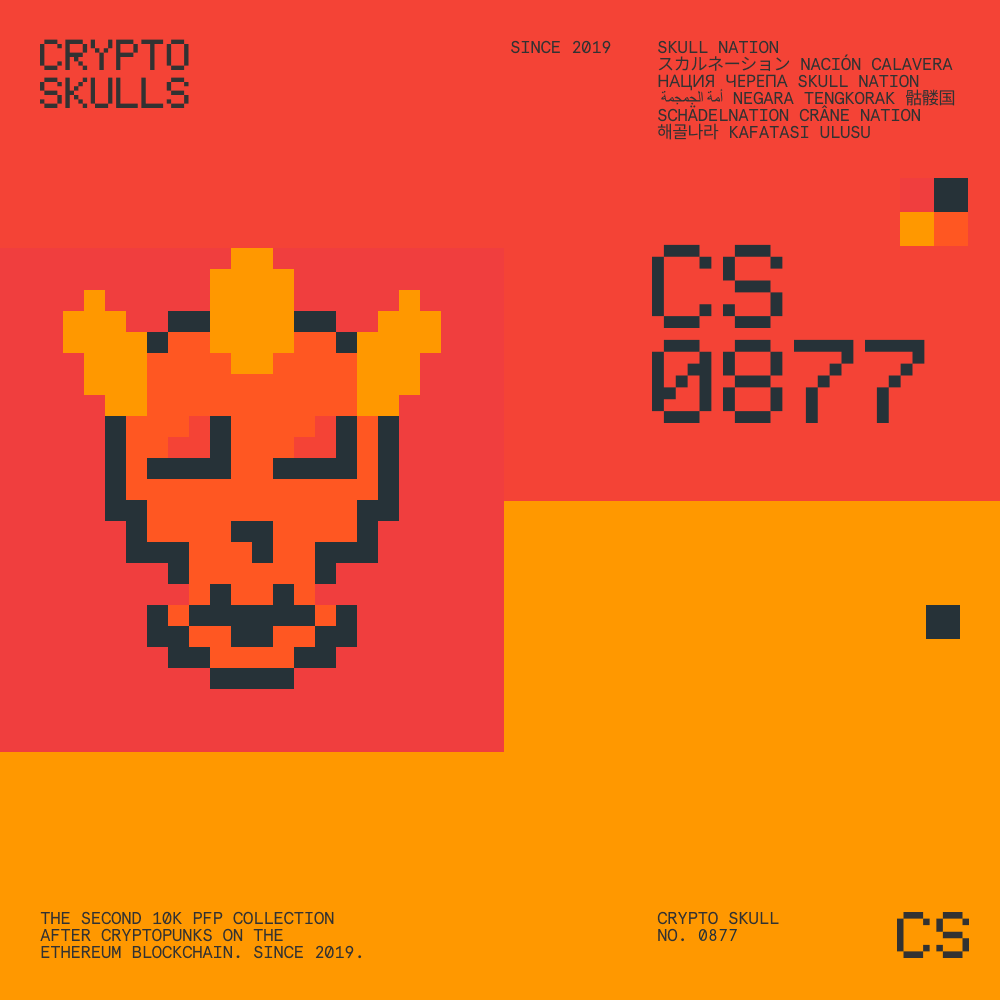 CRYPTO
SKULLS
SINCE 2019
SKULL NATION
スカルネーション NACIÓN CALAVERA
НАЦИЯ ЧЕРЕПА SKULL NATION
أمة الجمجمة NEGARA TENGKORAK 骷髅国
SCHÄDELNATION CRÂNE NATION
해골나라 KAFATASI ULUSU
CS
0877
THE SECOND 10K PFP COLLECTION
AFTER CRYPTOPUNKS ON THE
ETHEREUM BLOCKCHAIN. SINCE 2019.
CRYPTO SKULL
NO. 0877
CS